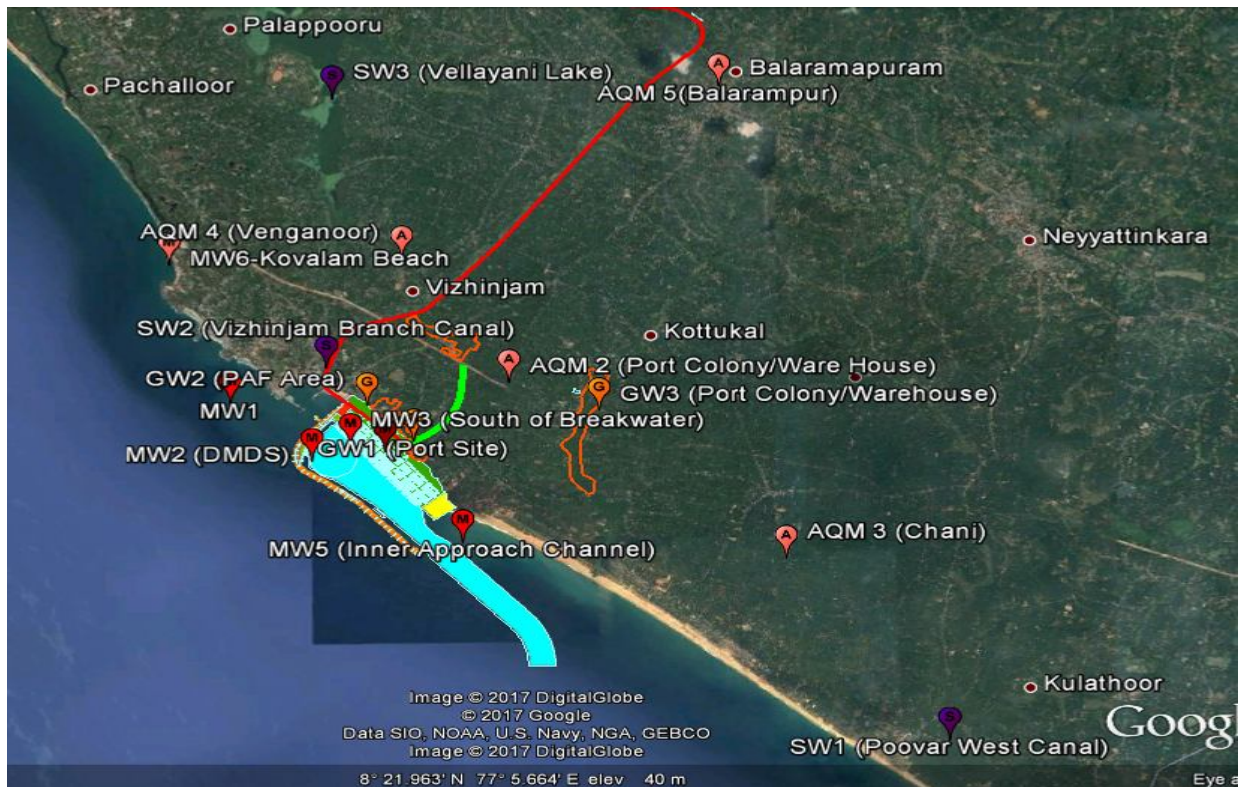 Palappooru
Pachalloor
S
SW3 (Vellayani Lake)
A
Balaramapuram
AQM 5(Balarampur)
AQM 4 (Venganoor)
A
Neyyattinkara
MW6-Kovalam Beach
Vizhinjam
SW2 (Vizhinjam Branch Canal)
Kottukal
S
A
AQM 2 (Port Colony/Ware House)
GW2 (PAF Area)
G
G
GW3 (Port Colony/Warehouse)
MW1
M
MW3 (South of Breakwater)
M
MW2 (DMDS)
GW1 (Port Site)
M
MW5 (Inner Approach Channel)
A
AQM 3 (Chani)
Kulathoor
S
SW1 (Poovar West Canal)
Image © 2017 DigitalGlobe
© 2017 Google
Data SIO, NOAA, U.S. Navy, NGA, GEBCO
Image © 2017 DigitalGlobe
Googl
8° 21.963' N 77° 5.664' E elev 40 m
Eye a